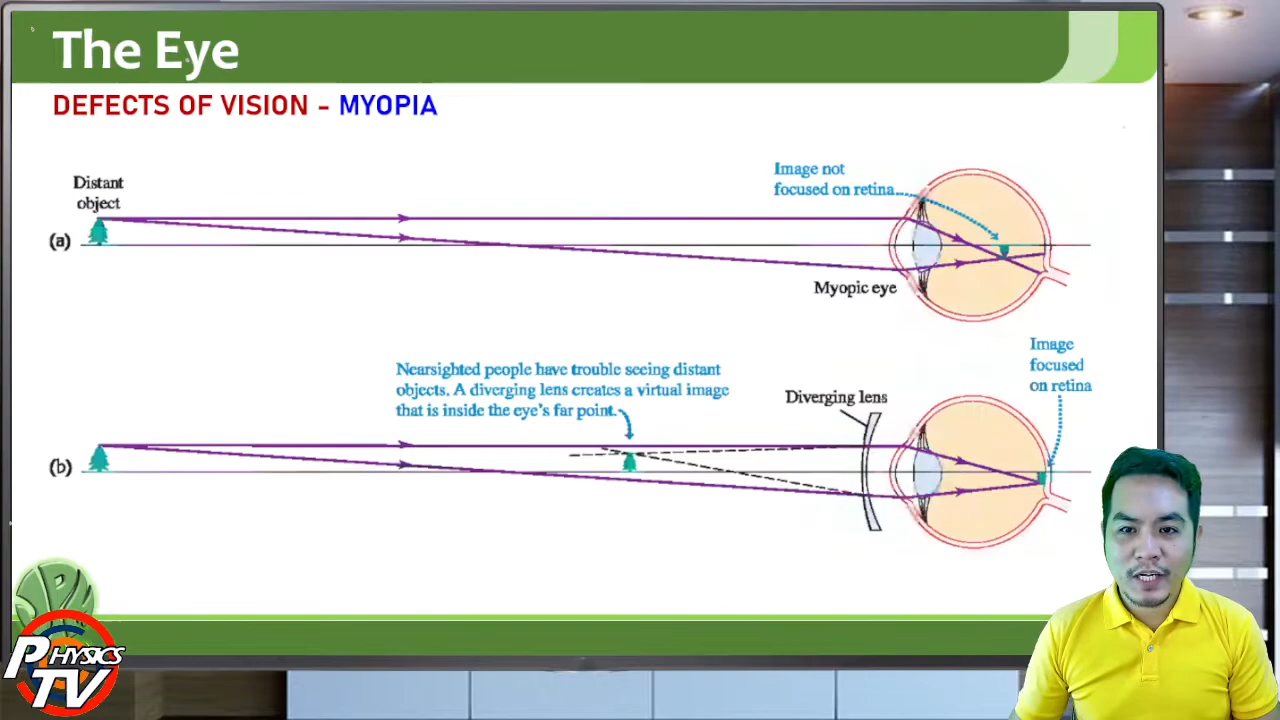 The Eye
DEFECTS OF VISION - MYOPIA
Distant
object
Image not
focused on retina
(a)
Myopic eye
Image
focused
on retina
Nearsighted people have trouble seeing distant
objects. A diverging lens creates a virtual image
that is inside the eye's far point.
Diverging lens
(b)
PHYSICS
TV